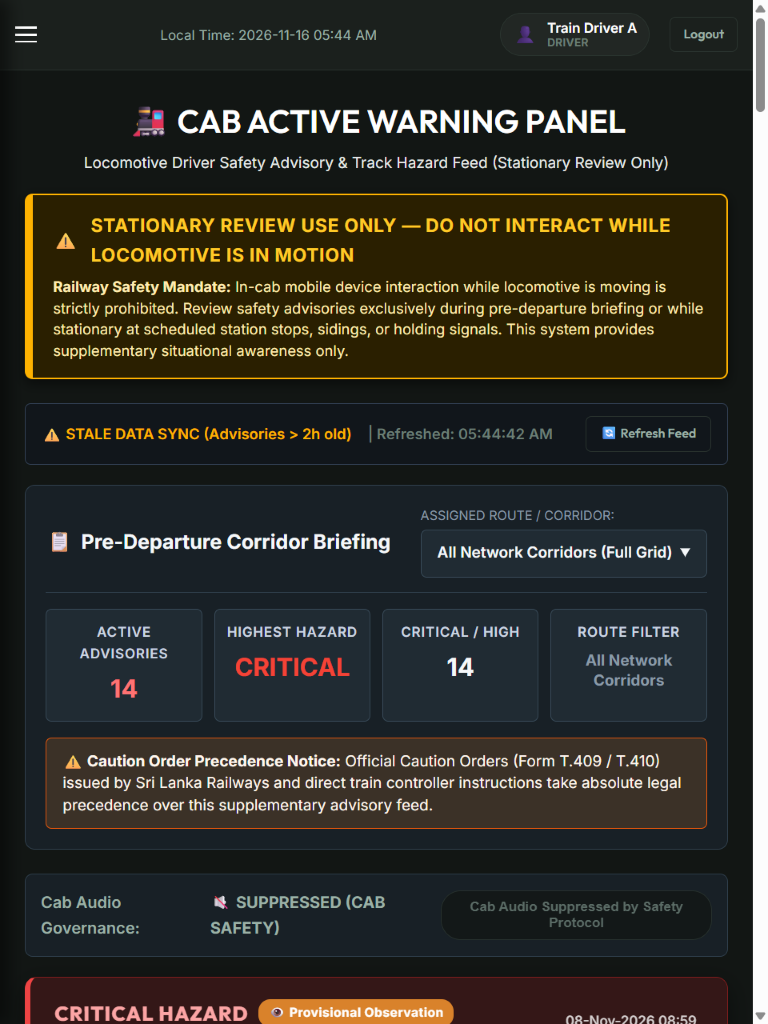 Local Time: 2026-11-16 05:44 AM
Train Driver A
DRIVER
Logout
CAB ACTIVE WARNING PANEL
Locomotive Driver Safety Advisory & Track Hazard Feed (Stationary Review Only)
STATIONARY REVIEW USE ONLY — DO NOT INTERACT WHILE
LOCOMOTIVE IS IN MOTION
Railway Safety Mandate: In-cab mobile device interaction while locomotive is moving is
strictly prohibited. Review safety advisories exclusively during pre-departure briefing or while
stationary at scheduled station stops, sidings, or holding signals. This system provides
supplementary situational awareness only.
STALE DATA SYNC (Advisories > 2h old) | Refreshed: 05:44:42 AM
Refresh Feed
Pre-Departure Corridor Briefing
ASSIGNED ROUTE / CORRIDOR:
All Network Corridors (Full Grid) ▼
ACTIVE
ADVISORIES
14
HIGHEST HAZARD
CRITICAL
CRITICAL / HIGH
14
ROUTE FILTER
All Network
Corridors
Caution Order Precedence Notice: Official Caution Orders (Form T.409 / T.410)
issued by Sri Lanka Railways and direct train controller instructions take absolute legal
precedence over this supplementary advisory feed.
Cab Audio
Governance:
SUPPRESSED (CAB
SAFETY)
Cab Audio Suppressed by Safety
Protocol
CRITICAL HAZARD
Provisional Observation
08-Nov-2026 08:59